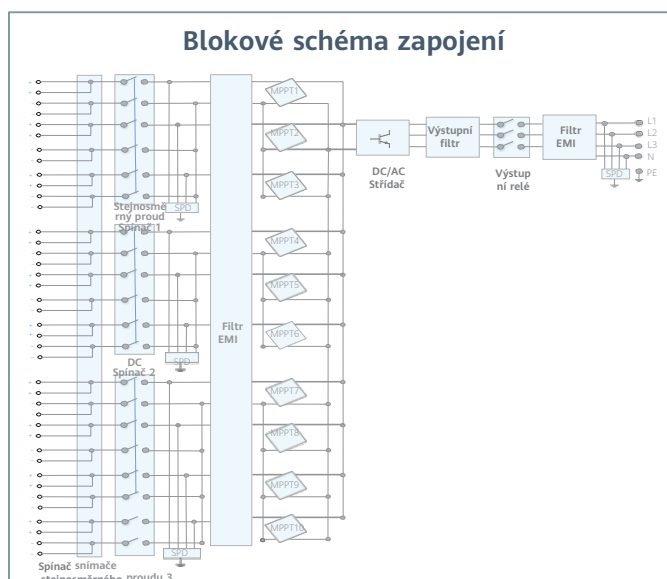 Blokové schéma zapojení
MPPT1
MPPT2
MPPT3
MPPT4
MPPT5
MPPT6
MPPT7
MPPT8
MPPT9
MPPT10
Stejnosmě
rný proud
Spínač 1
SPD
DC
Spínač 2
SPD
SPD
Filtr
EMI
DC/AC
Střídač
Výstupní
filtr
Výstup
ní relé
Filtr
EMI
SPD
L1
L2
L3
N
PE
Spínač snímače
stejnosměrného proudu 3